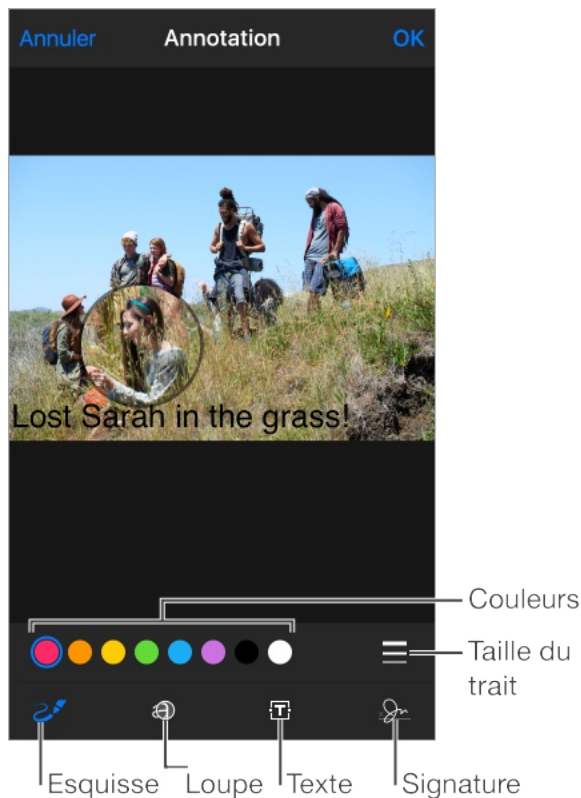 Annuler Annotation OK
Lost Sarah in the grass!
Couleurs
Taille du
trait
Esquisse Loupe Texte Signature